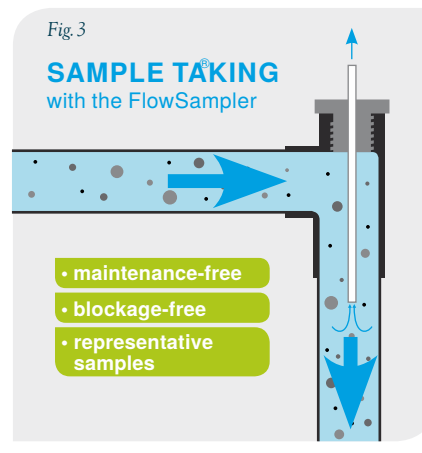 Fig. 3
SAMPLE TAKING
®
with the FlowSampler
• maintenance-free
• blockage-free
• representative
samples